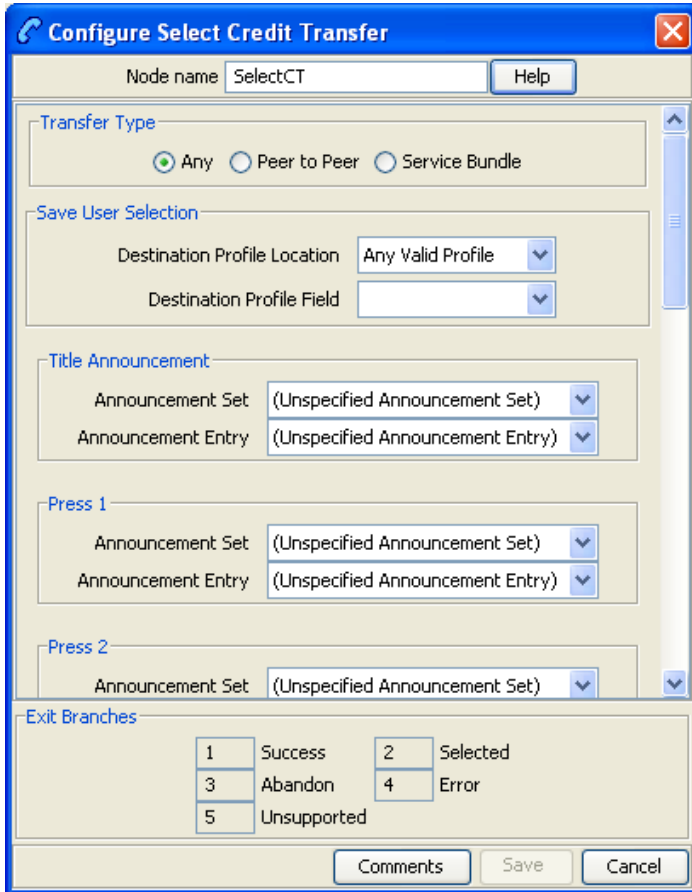 Configure Select Credit Transfer
Node name SelectCT Help
Transfer Type
Any Peer to Peer Service Bundle
Save User Selection
Destination Profile Location Any Valid Profile
Destination Profile Field
Title Announcement
Announcement Set (Unspecified Announcement Set)
Announcement Entry (Unspecified Announcement Entry)
Press 1
Announcement Set (Unspecified Announcement Set)
Announcement Entry (Unspecified Announcement Entry)
Press 2
Announcement Set (Unspecified Announcement Set)
Exit Branches
1 Success 2 Selected
3 Abandon 4 Error
5 Unsupported
Comments Save Cancel